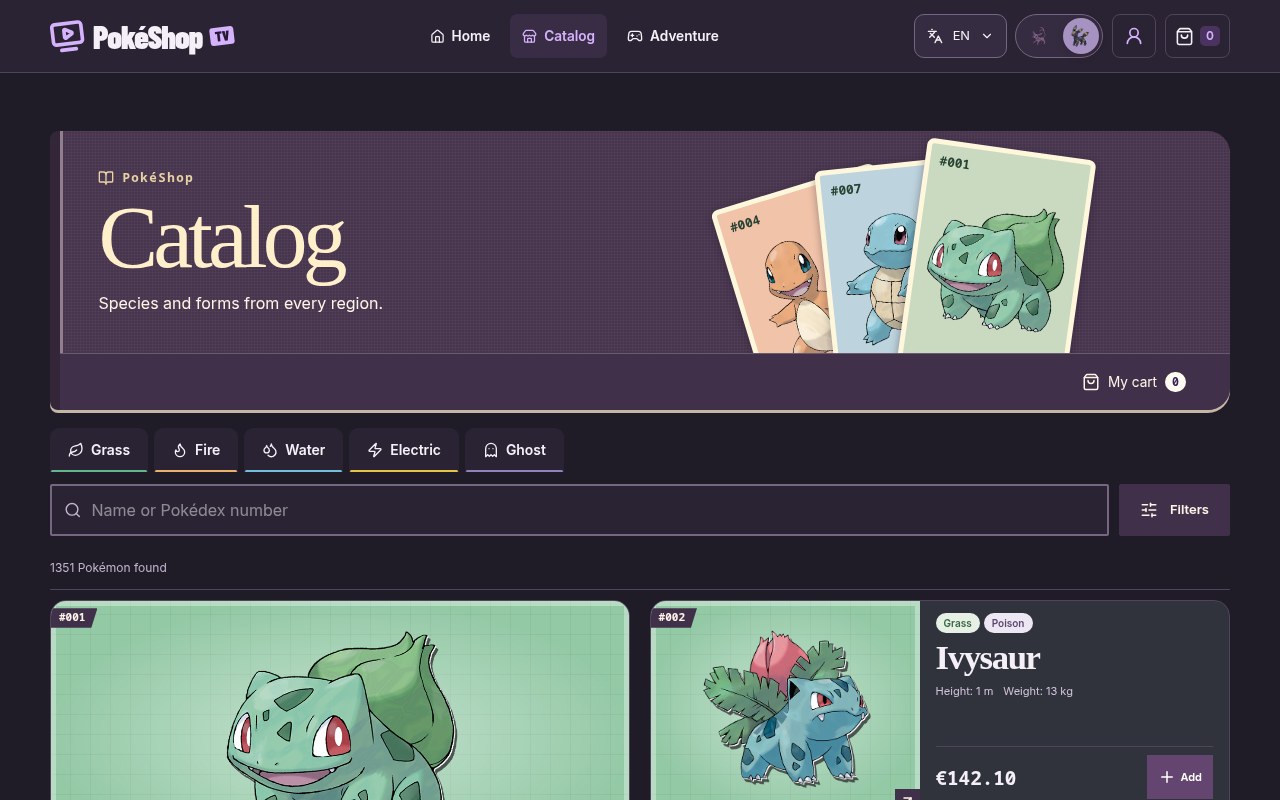 PokéShop TV
Home
Catalog
Adventure
EN
0
PokéShop
Catalog
Species and forms from every region.
#004
#007
#001
My cart 0
Grass
Fire
Water
Electric
Ghost
Name or Pokédex number
Filters
1351 Pokémon found
#001
#002
Grass Poison
Ivysaur
Height: 1 m Weight: 13 kg
€142.10
Add